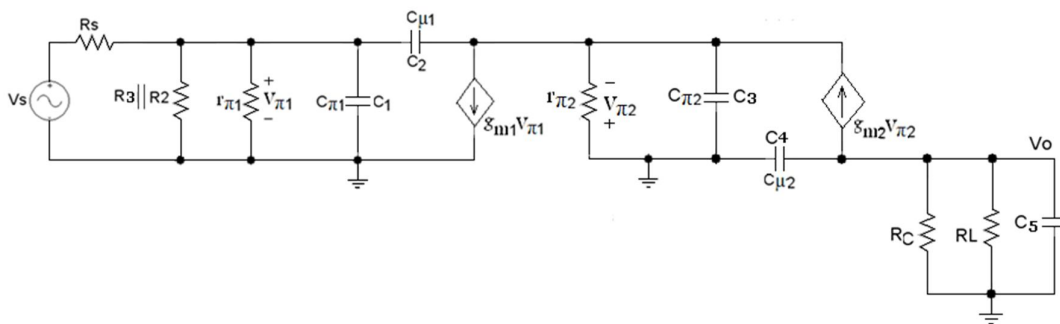 Cμ1
Rs
C2
Vs
R3||R2
rπ1
+
Vπ1
−
Cπ1
C1
gm1Vπ1
rπ2
−
Vπ2
+
Cπ2
C3
gm2Vπ2
C4
Cμ2
Vo
RC
RL
C5